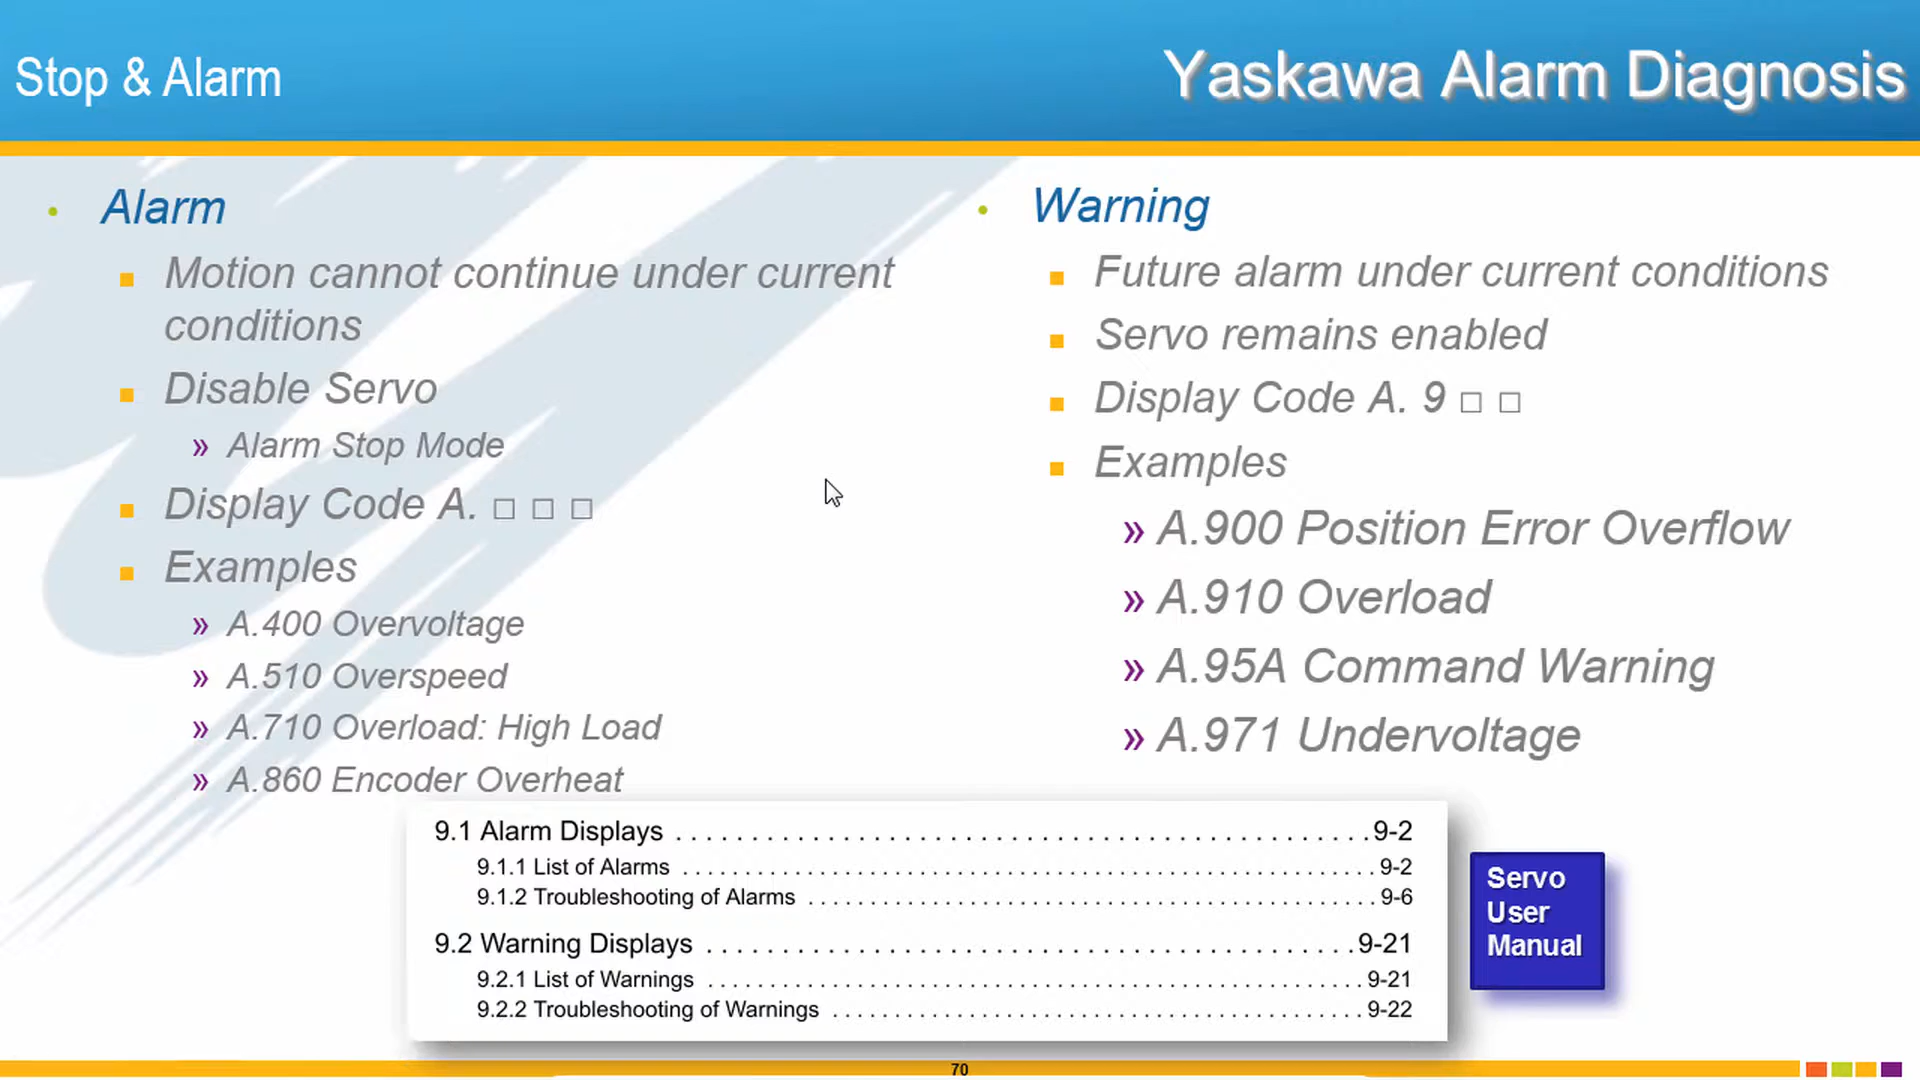 Stop & Alarm
Yaskawa Alarm Diagnosis
• Alarm
Motion cannot continue under current
conditions
Disable Servo
» Alarm Stop Mode
Display Code A. □ □ □
Examples
» A.400 Overvoltage
» A.510 Overspeed
» A.710 Overload: High Load
» A.860 Encoder Overheat
• Warning
Future alarm under current conditions
Servo remains enabled
Display Code A. 9 □ □
Examples
» A.900 Position Error Overflow
» A.910 Overload
» A.95A Command Warning
» A.971 Undervoltage
9.1 Alarm Displays . . . . . . . . . . . . . . . . . . . . . . . . . . . . . . 9-2
9.1.1 List of Alarms . . . . . . . . . . . . . . . . . . . . . . . . . . . . . . 9-2
9.1.2 Troubleshooting of Alarms . . . . . . . . . . . . . . . . . . . . . . . . . . . . . . 9-6
9.2 Warning Displays . . . . . . . . . . . . . . . . . . . . . . . . . . . . . . 9-21
9.2.1 List of Warnings . . . . . . . . . . . . . . . . . . . . . . . . . . . . . . 9-21
9.2.2 Troubleshooting of Warnings . . . . . . . . . . . . . . . . . . . . . . . . . . . . . . 9-22
Servo
User
Manual
70